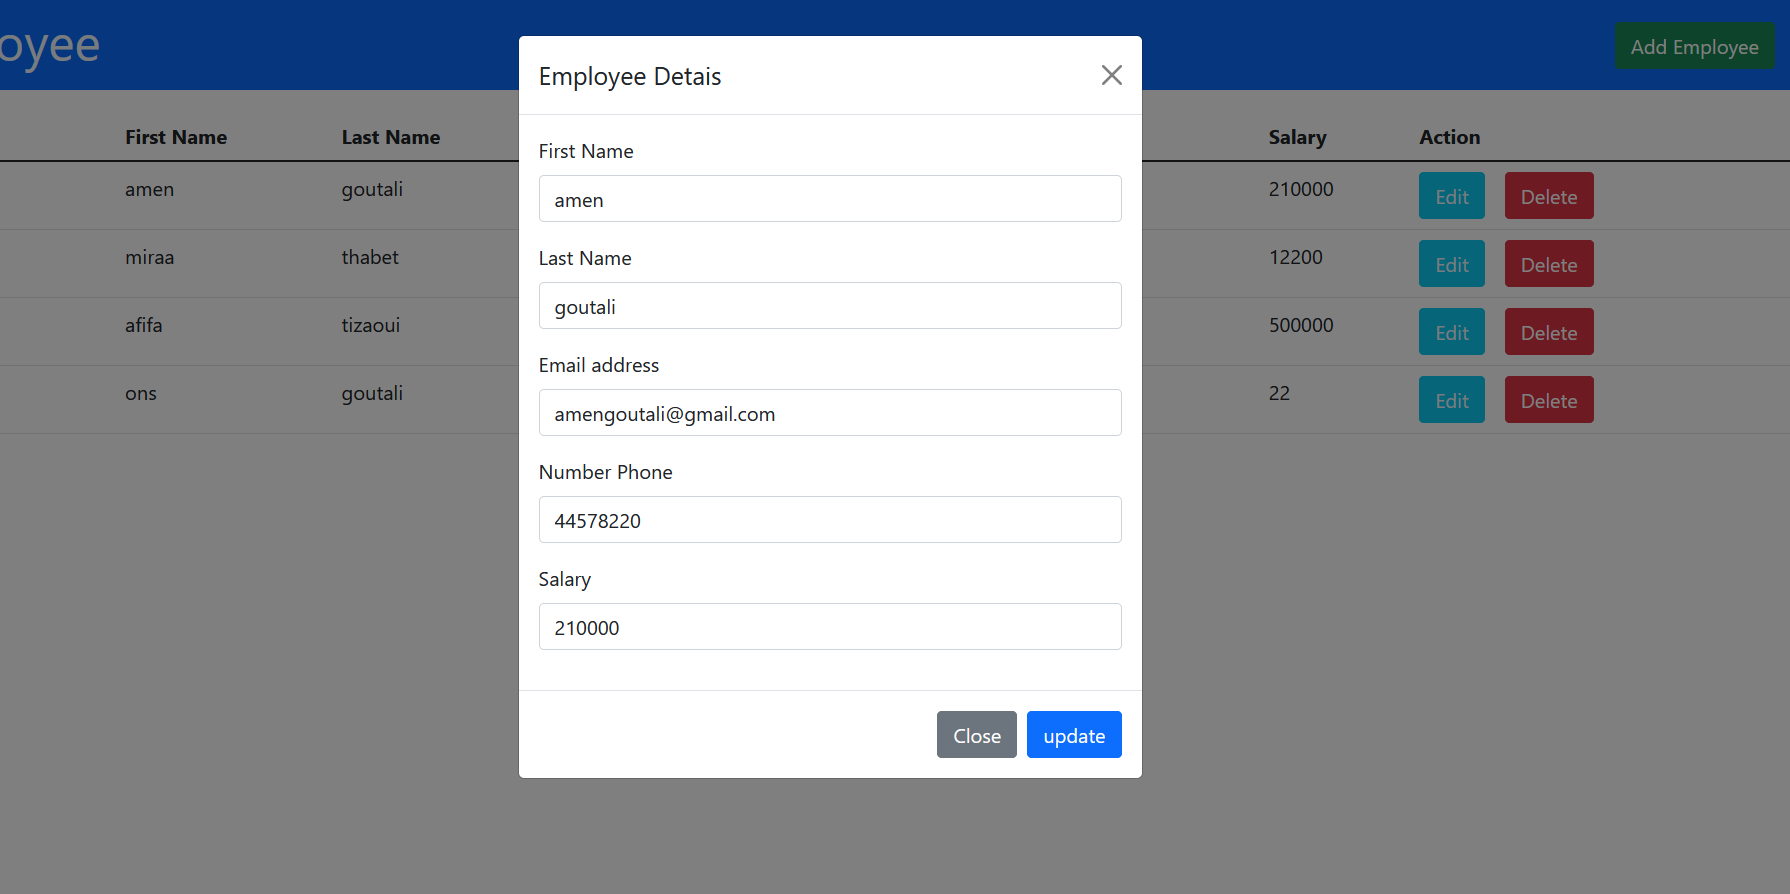 oyee
Add Employee
Employee Detais
First Name Last Name Salary Action
First Name
amen goutali 210000 Edit Delete
amen
miraa thabet 12200 Edit Delete
Last Name
goutali
afifa tizaoui 500000 Edit Delete
Email address
ons goutali 22 Edit Delete
amengoutali@gmail.com
Number Phone
44578220
Salary
210000
Close update